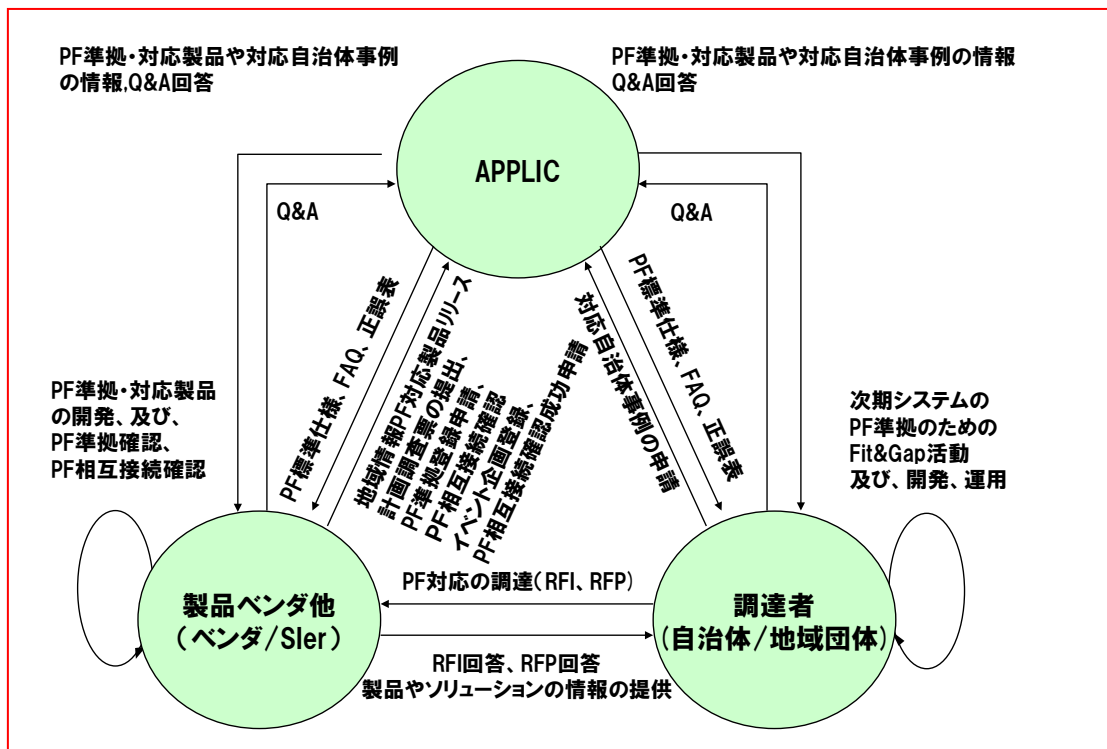 PF準拠・対応製品や対応自治体事例
の情報,Q&A回答
PF準拠・対応製品や対応自治体事例の情報
Q&A回答
APPLIC
Q&A
Q&A
PF標準仕様、FAQ、正誤表
地域情報PF対応製品リリース
計画調査票の提出、
PF準拠登録申請、
PF相互接続確認
イベント企画登録、
PF相互接続確認成功申請
対応自治体事例の申請
PF標準仕様、FAQ、正誤表
PF準拠・対応製品
の開発、及び、
PF準拠確認、
PF相互接続確認
次期システムの
PF準拠のための
Fit&Gap活動
及び、開発、運用
PF対応の調達(RFI、RFP)
製品ベンダ他
(ベンダ/SIer)
調達者
(自治体/地域団体)
RFI回答、RFP回答
製品やソリューションの情報の提供